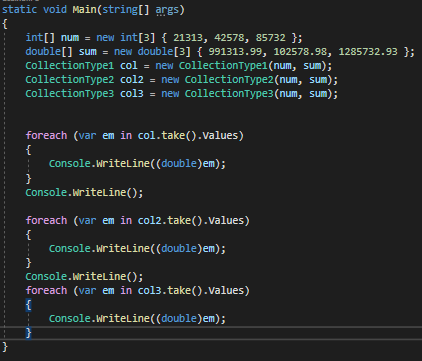 static void Main(string[] args)
{
    int[] num = new int[3] { 21313, 42578, 85732 };
    double[] sum = new double[3] { 991313.99, 102578.98, 1285732.93 };
    CollectionType1 col = new CollectionType1(num, sum);
    CollectionType2 col2 = new CollectionType2(num, sum);
    CollectionType3 col3 = new CollectionType3(num, sum);
    foreach (var em in col.take().Values)
    {
        Console.WriteLine((double)em);
    }
    Console.WriteLine();
    foreach (var em in col2.take().Values)
    {
        Console.WriteLine((double)em);
    }
    Console.WriteLine();
    foreach (var em in col3.take().Values)
    {
        Console.WriteLine((double)em);
    }
}